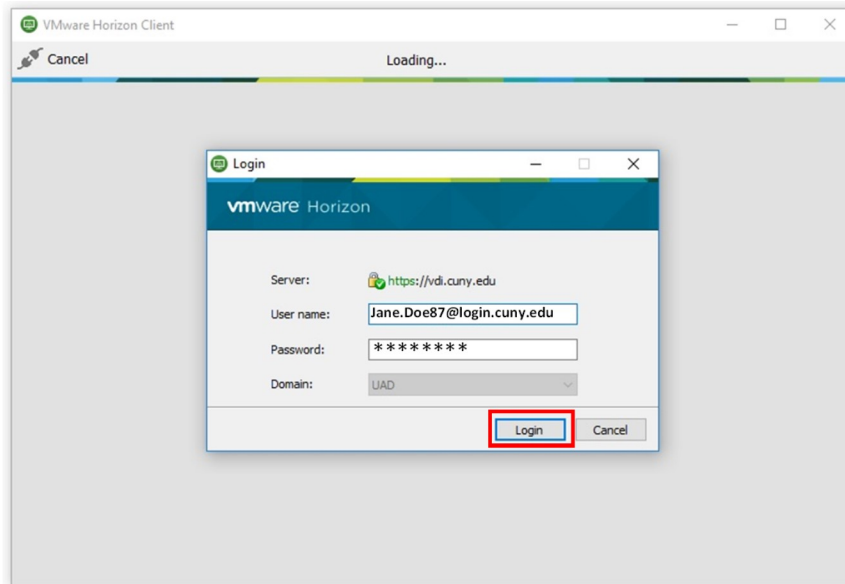 VMware Horizon Client
Cancel Loading...
Login
vmware Horizon
Server: https://vdi.cuny.edu
User name: Jane.Doe87@login.cuny.edu
Password: ********
Domain: UAD
Login Cancel